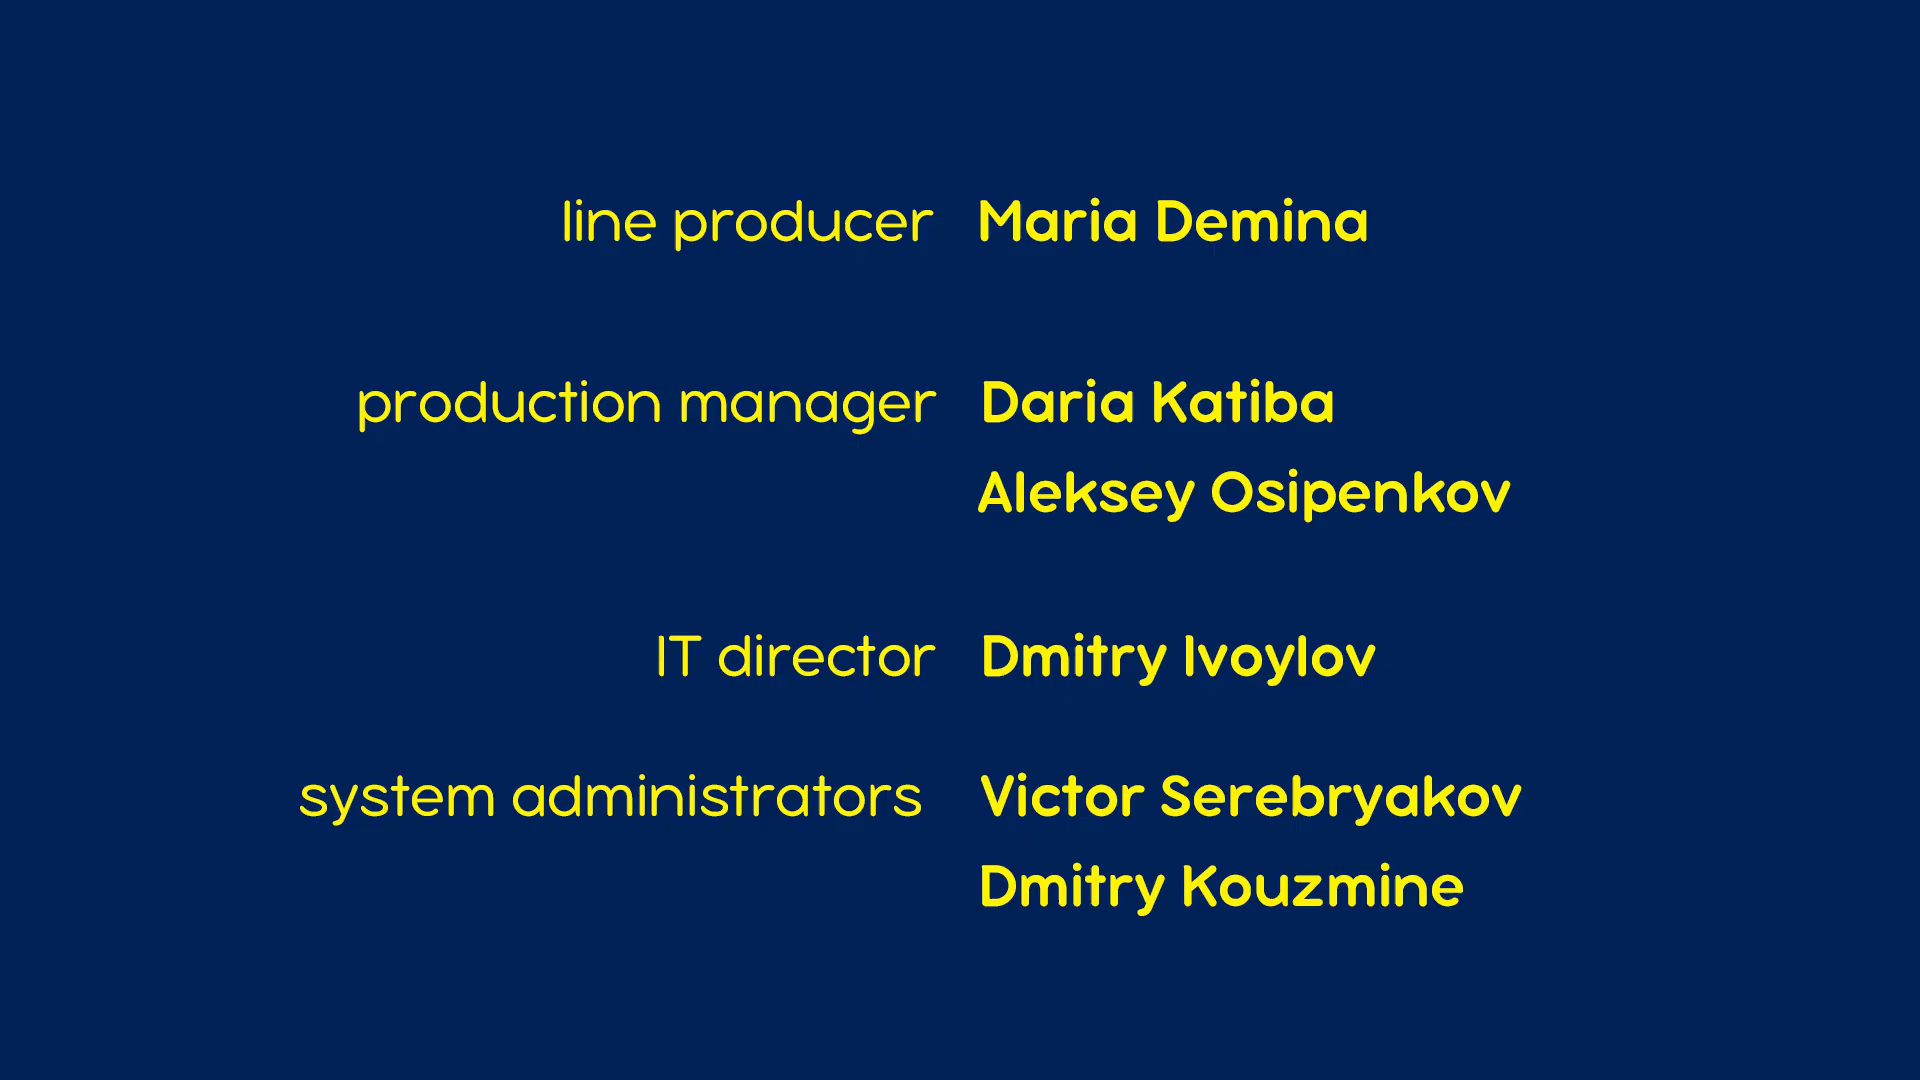 line producer Maria Demina
production manager Daria Katiba
Aleksey Osipenkov
IT director Dmitry Ivoylov
system administrators Victor Serebryakov
Dmitry Kouzmine